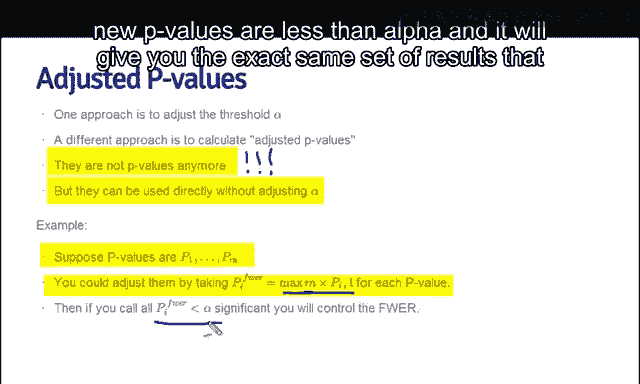 new p-values are less than alpha and it will
give you the exact same set of results that
Adjusted P-values
· One approach is to adjust the threshold α
· A different approach is to calculate "adjusted p-values"
· They are not p-values anymore !!!
· But they can be used directly without adjusting α
Example:
· Suppose P-values are P₁, …, Pₘ
· You could adjust them by taking Pᵢᶠʷᵉʳ = max m × Pᵢ, 1 for each P-value.
· Then if you call all Pᵢᶠʷᵉʳ < α significant you will control the FWER.